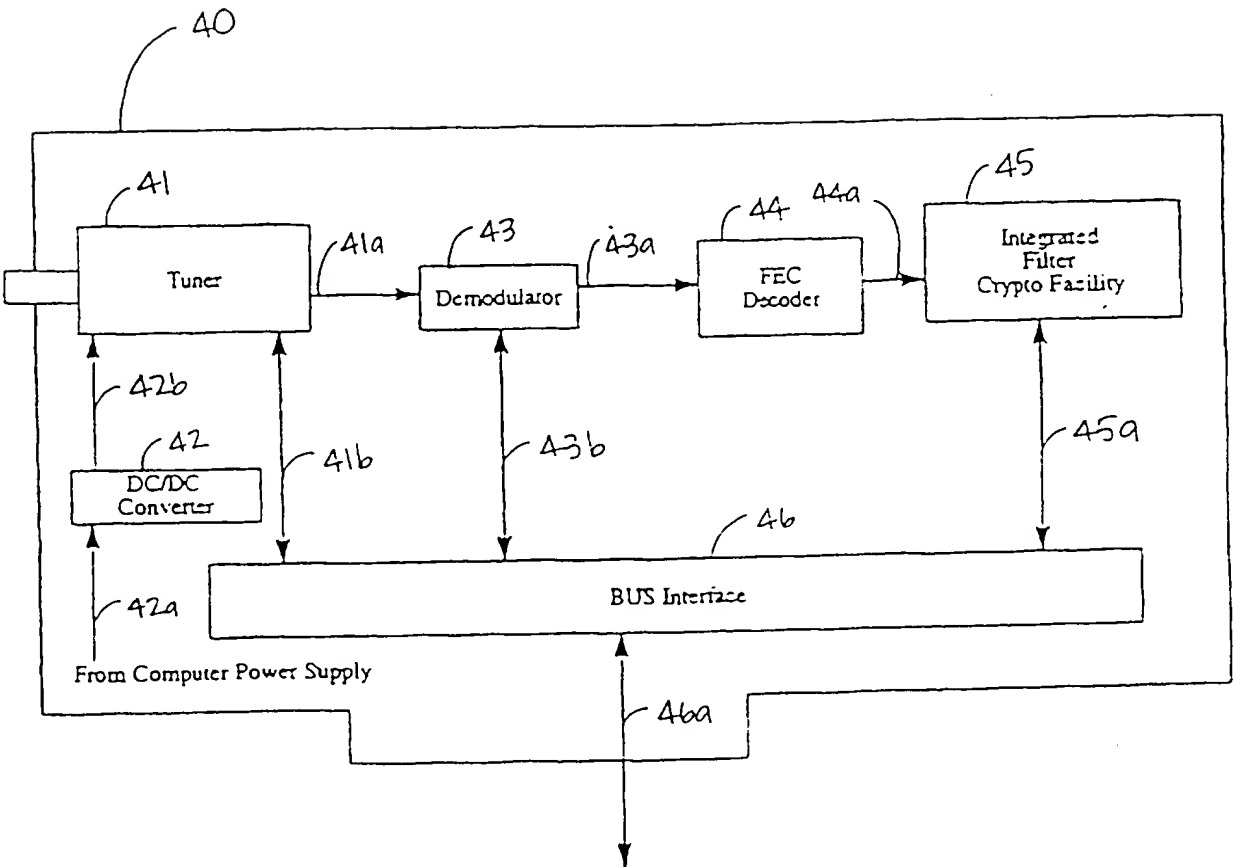 40
41
Tuner
41a
43
Demodulator
43a
44
FEC
Decoder
44a
45
Integrated
Filter
Crypto Facility
42b
42
DC/DC
Converter
41b
43b
45a
46
BUS Interface
42a
From Computer Power Supply
46a